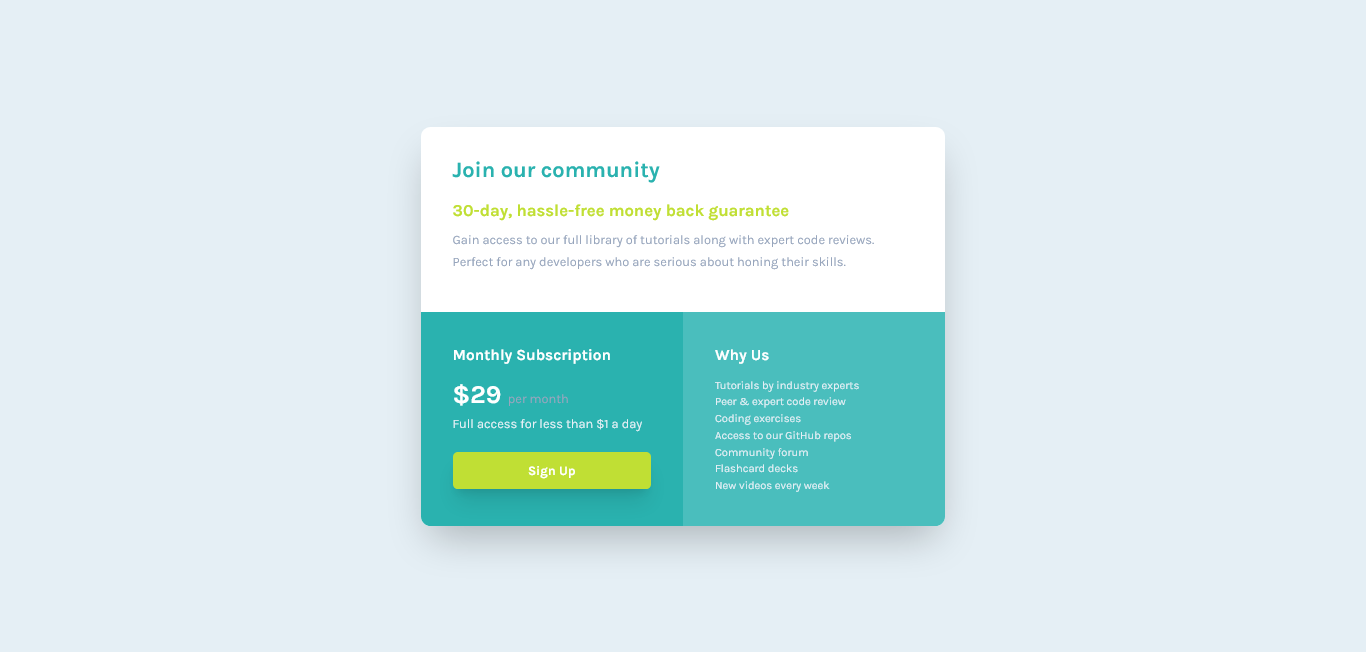 Join our community
30-day, hassle-free money back guarantee
Gain access to our full library of tutorials along with expert code reviews.
Perfect for any developers who are serious about honing their skills.
Monthly Subscription
$29 per month
Full access for less than $1 a day
Sign Up
Why Us
Tutorials by industry experts
Peer & expert code review
Coding exercises
Access to our GitHub repos
Community forum
Flashcard decks
New videos every week